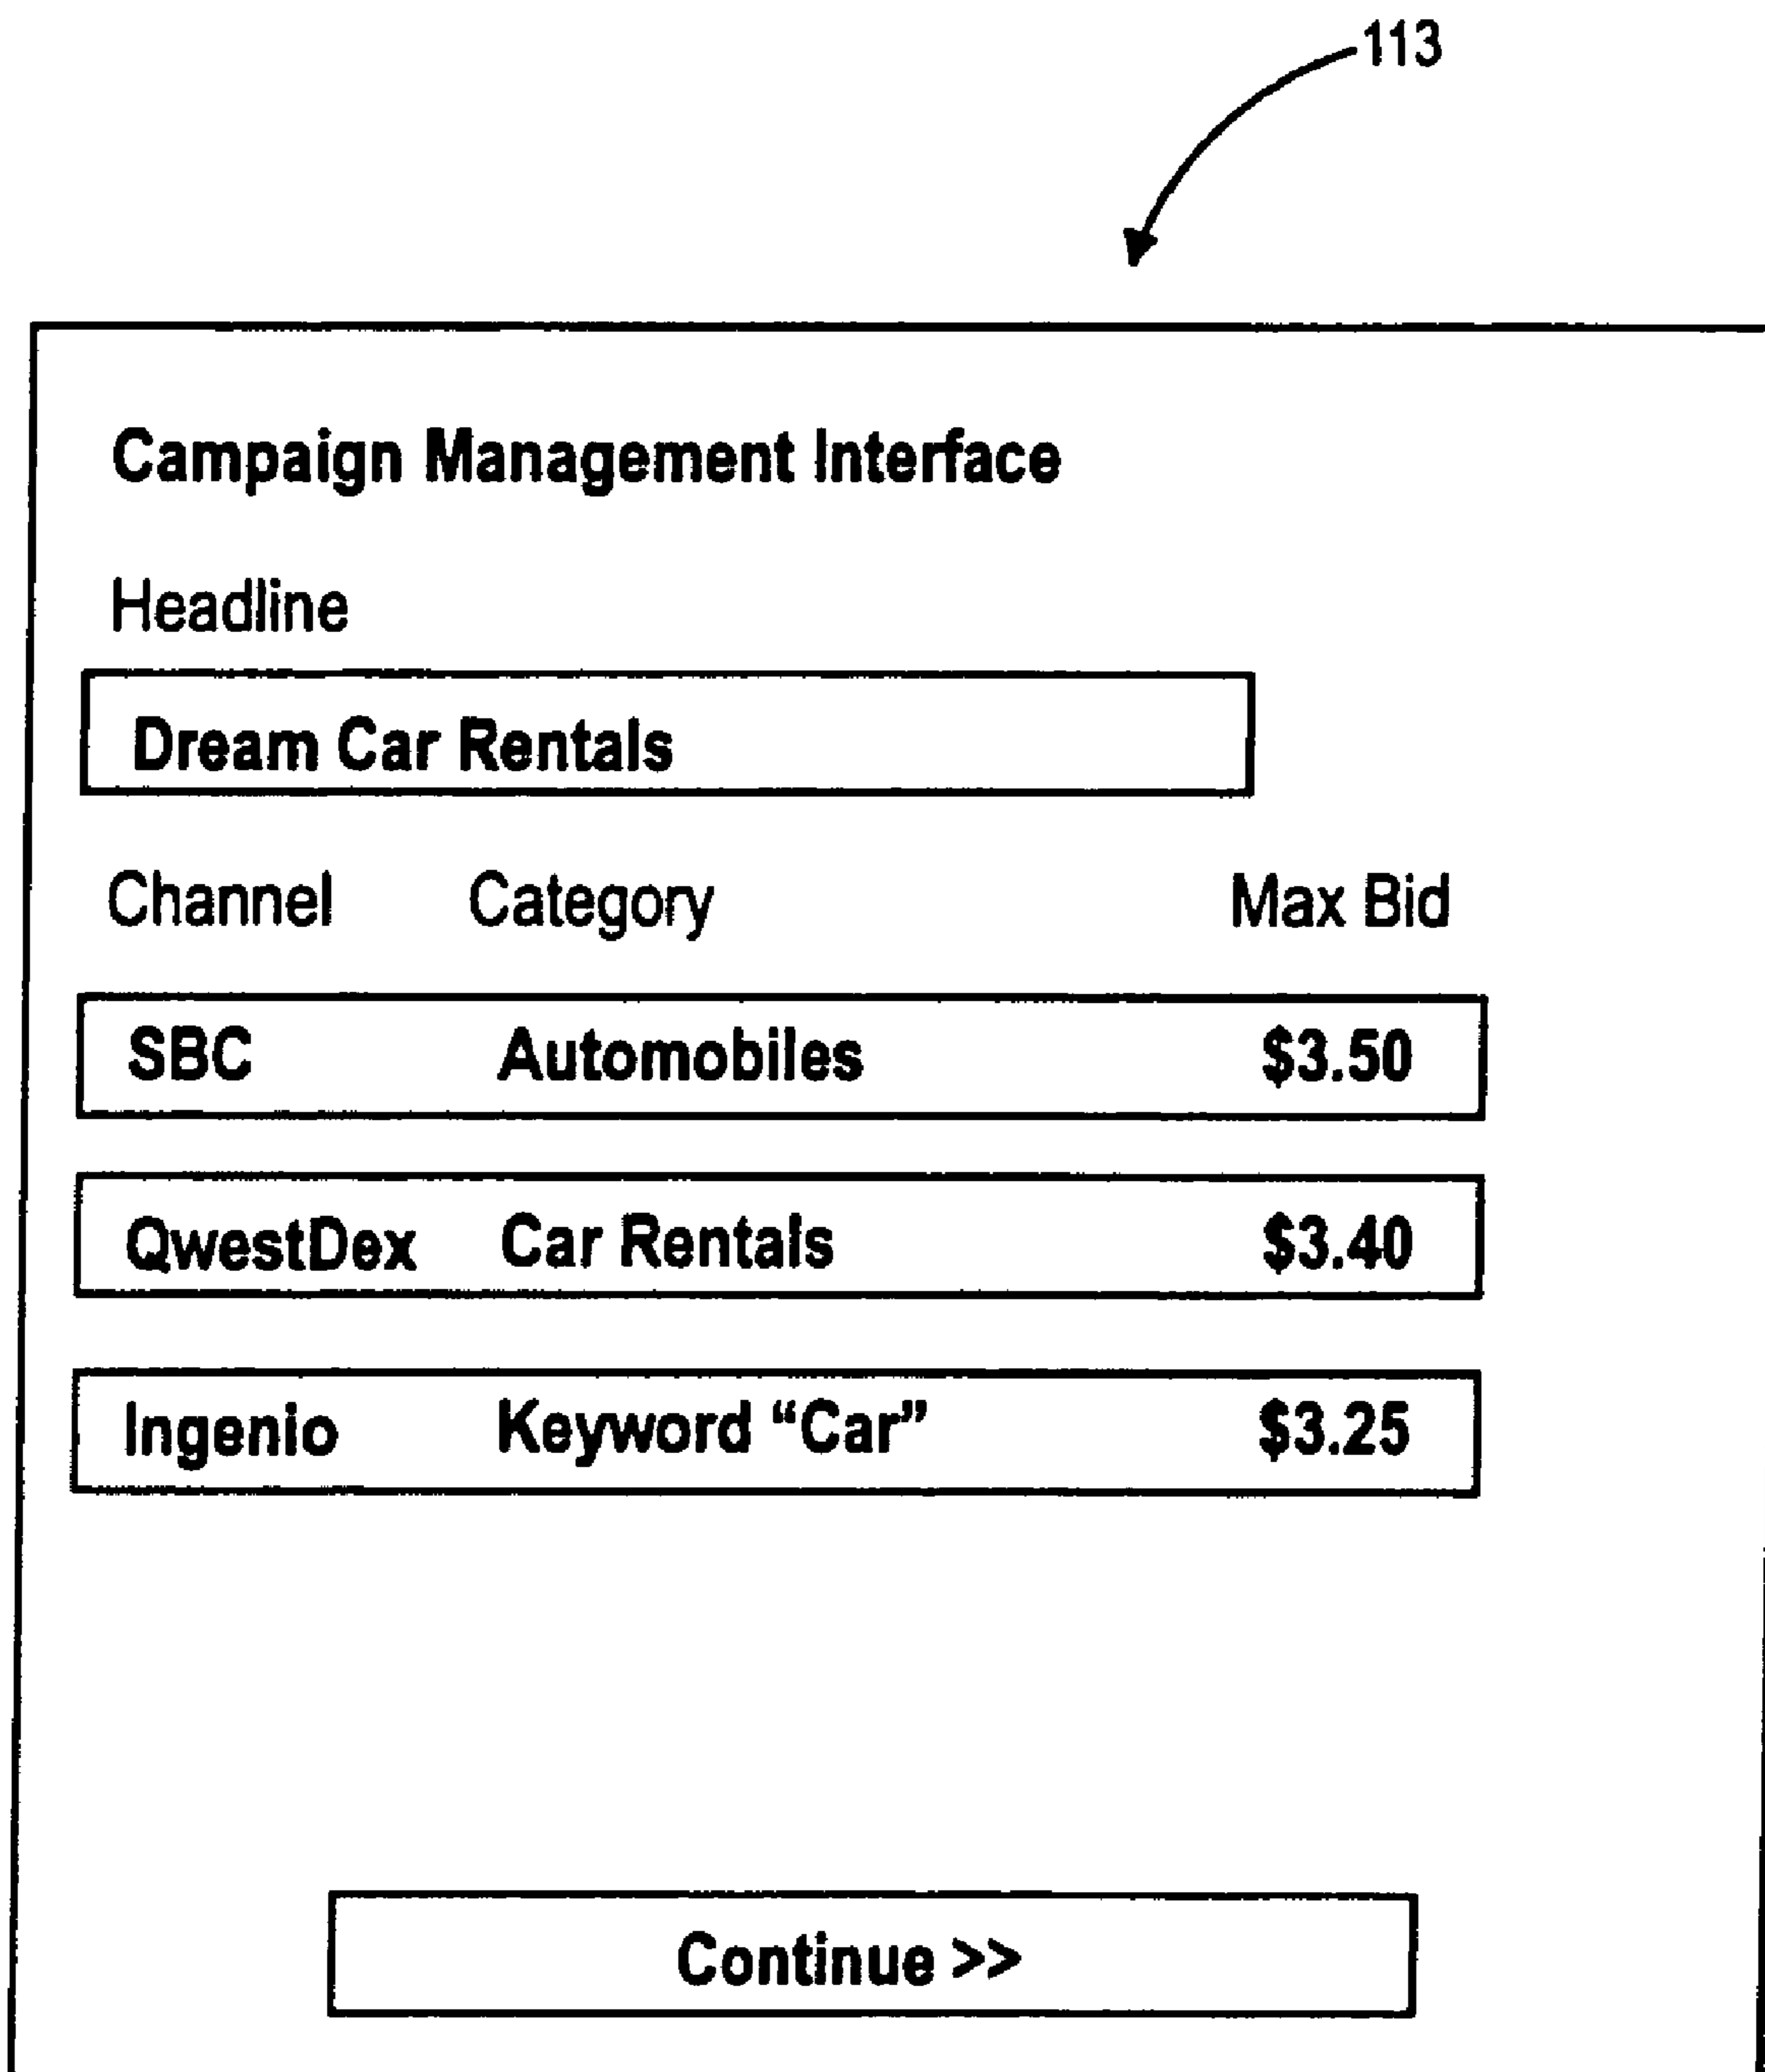 113
Campaign Management Interface
Headline
Dream Car Rentals
Channel Category Max Bid
SBC Automobiles $3.50
QwestDex Car Rentals $3.40
Ingenio Keyword “Car” $3.25
Continue >>